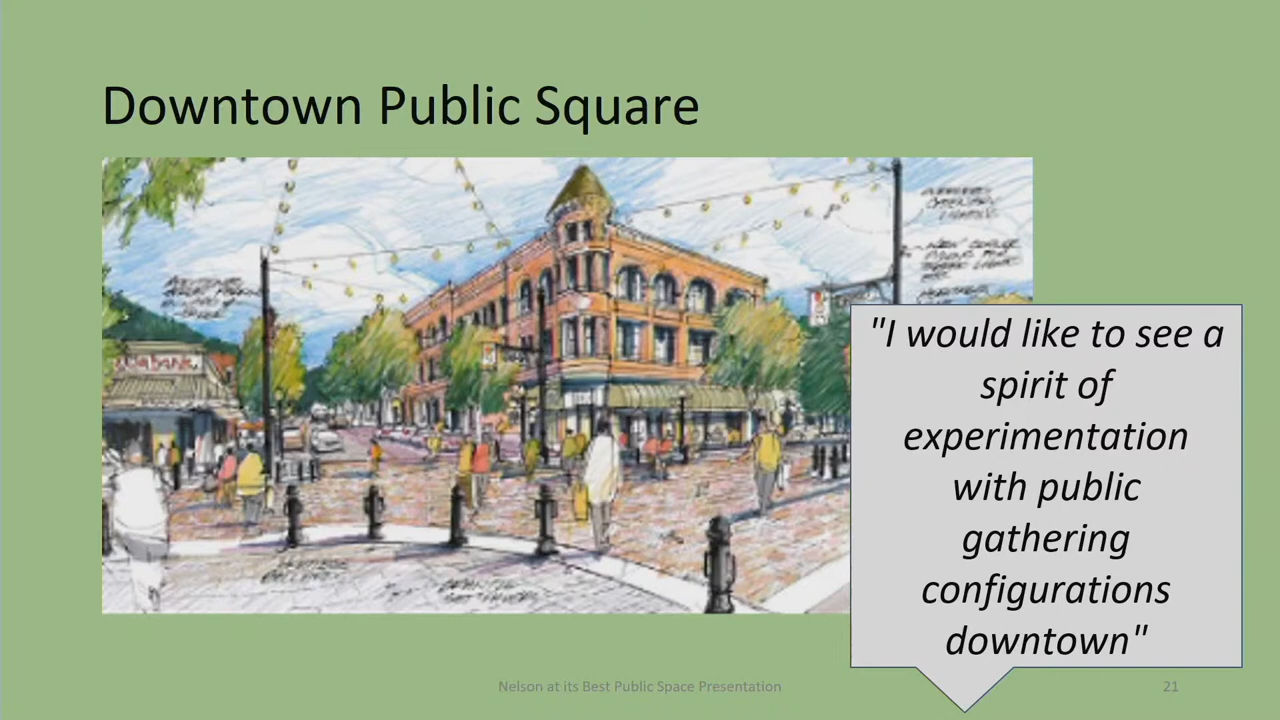 Downtown Public Square
"I would like to see a
spirit of
experimentation
with public
gathering
configurations
downtown"
Nelson at its Best Public Space Presentation
21